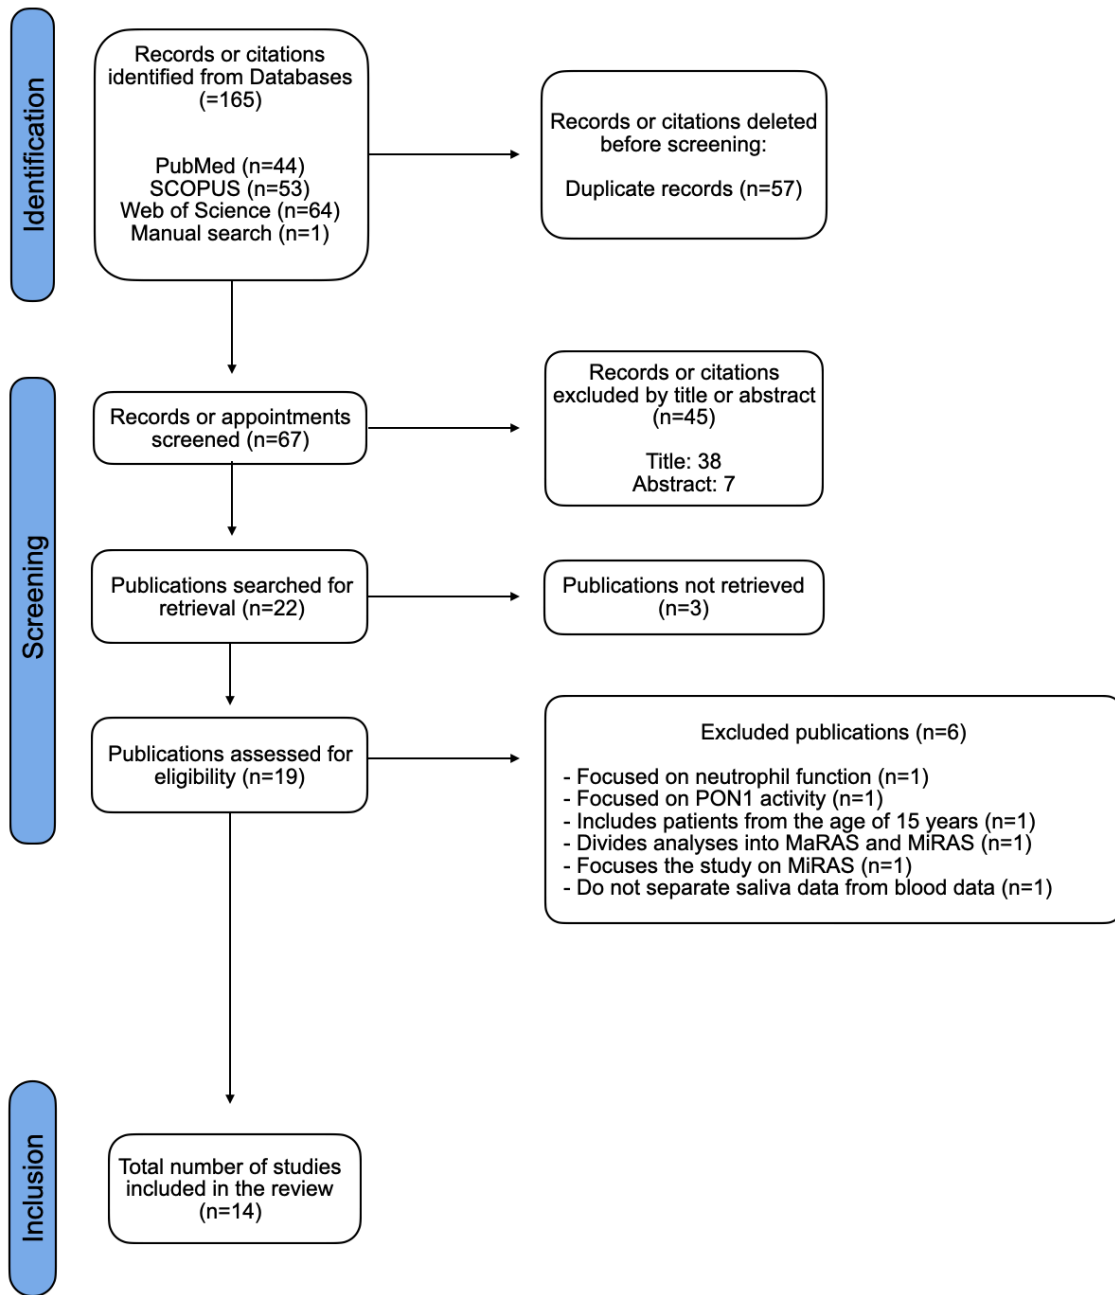 Identification
Records or citations
identified from Databases
(=165)
PubMed (n=44)
SCOPUS (n=53)
Web of Science (n=64)
Manual search (n=1)
Records or citations deleted
before screening:
Duplicate records (n=57)
Screening
Records or appointments
screened (n=67)
Records or citations
excluded by title or abstract
(n=45)
Title: 38
Abstract: 7
Publications searched for
retrieval (n=22)
Publications not retrieved
(n=3)
Publications assessed for
eligibility (n=19)
Excluded publications (n=6)
- Focused on neutrophil function (n=1)
- Focused on PON1 activity (n=1)
- Includes patients from the age of 15 years (n=1)
- Divides analyses into MaRAS and MiRAS (n=1)
- Focuses the study on MiRAS (n=1)
- Do not separate saliva data from blood data (n=1)
Inclusion
Total number of studies
included in the review
(n=14)